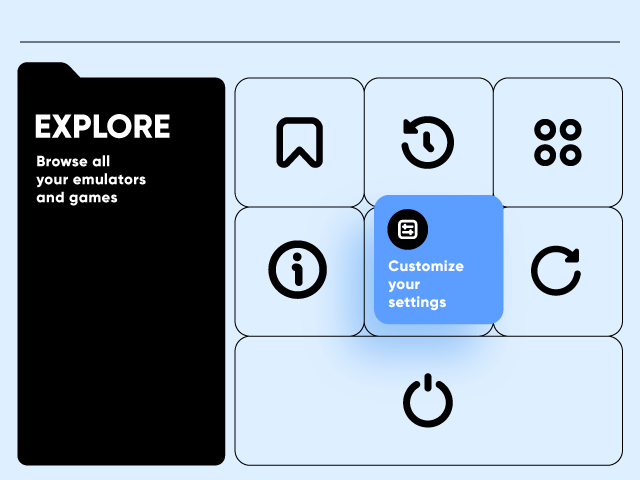 EXPLORE
Browse all
your emulators
and games
Customize
your
settings